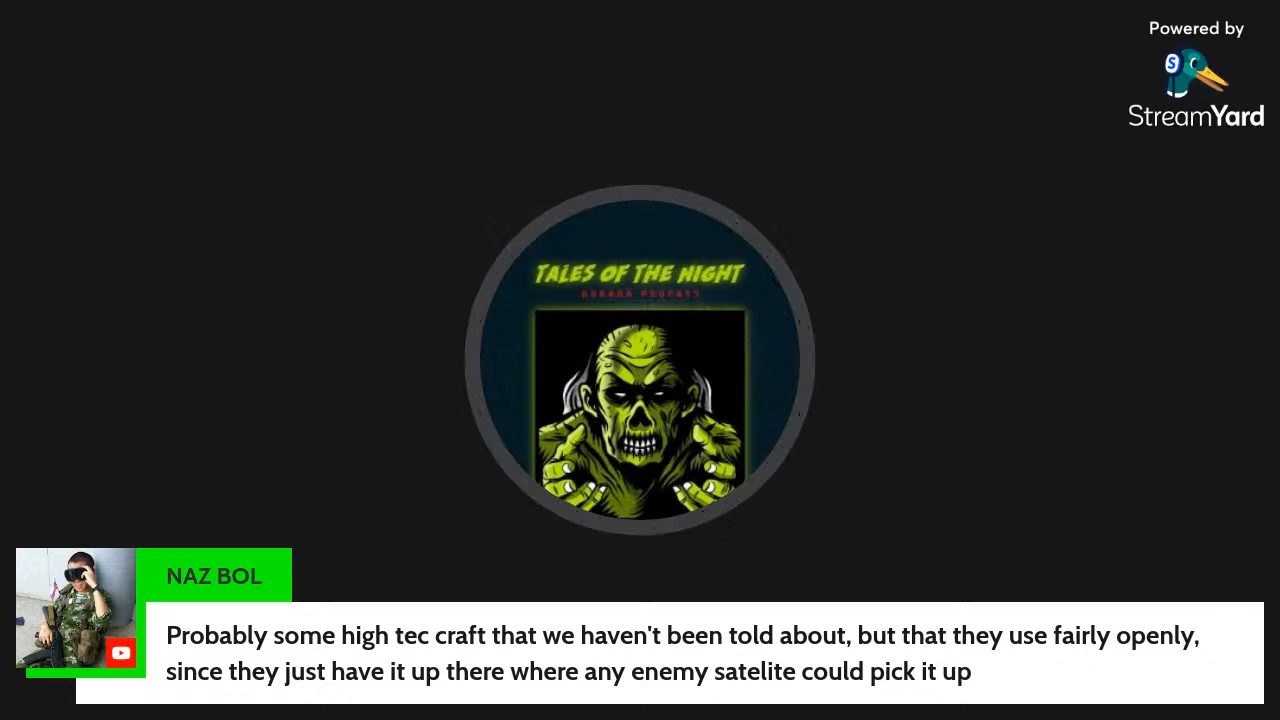 Powered by
S
StreamYard
TALES OF THE NIGHT
HORROR PODCAST
NAZ BOL
Probably some high tec craft that we haven't been told about, but that they use fairly openly,
since they just have it up there where any enemy satelite could pick it up